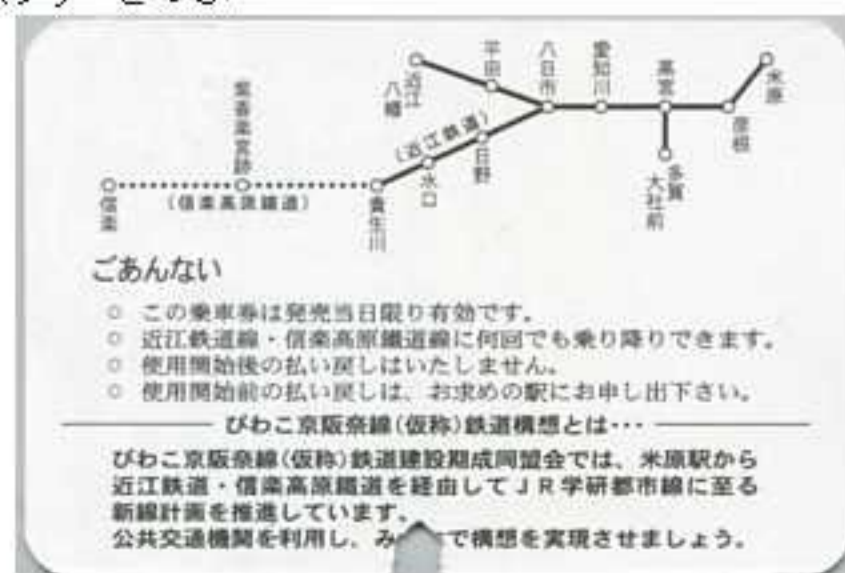 近江八幡
平田
八日市
愛知川
高宮
米原
彦根
多賀大社前
(近江鉄道)
日野
水口
貴生川
紫香楽宮跡
信楽
(信楽高原鐵道)
ごあんない
○ この乗車券は発売当日限り有効です。
○ 近江鉄道線・信楽高原鐵道線に何回でも乗り降りできます。
○ 使用開始後の払い戻しはいたしません。
○ 使用開始前の払い戻しは、お求めの駅にお申し出下さい。
びわこ京阪奈線(仮称)鉄道構想とは・・・
びわこ京阪奈線(仮称)鉄道建設期成同盟会では、米原駅から
近江鉄道・信楽高原鐵道を経由してＪＲ学研都市線に至る
新線計画を推進しています。
公共交通機関を利用し、み で構想を実現させましょう。